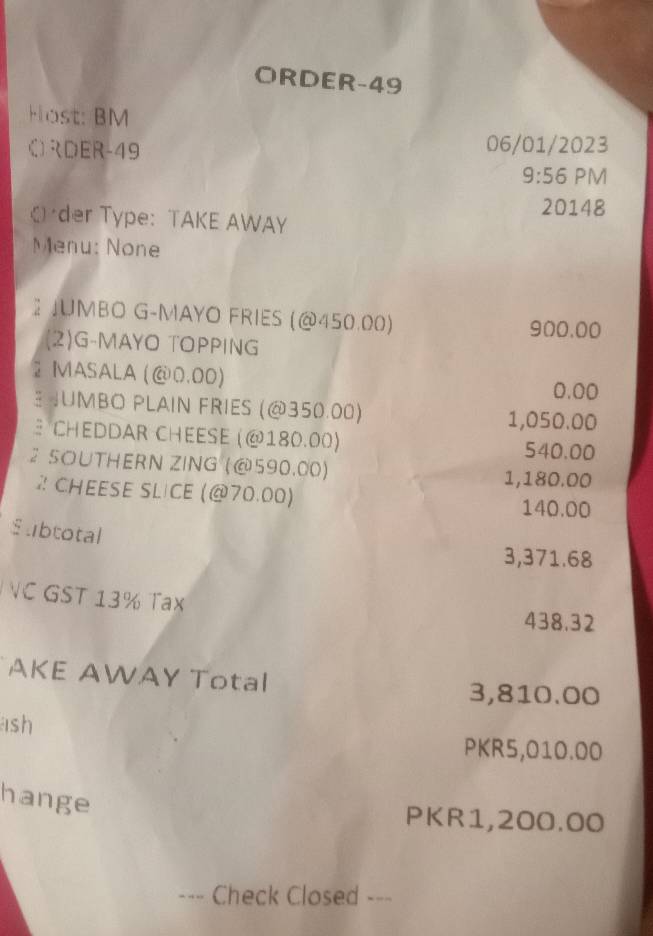 ORDER-49
Host: BM
ORDER-49 06/01/2023
9:56 PM
20148
Order Type: TAKE AWAY
Menu: None
2 JUMBO G-MAYO FRIES (@450.00) 900.00
(2)G-MAYO TOPPING
2 MASALA (@0.00) 0.00
3 JUMBO PLAIN FRIES (@350.00) 1,050.00
3 CHEDDAR CHEESE (@180.00) 540.00
2 SOUTHERN ZING (@590.00) 1,180.00
2 CHEESE SLICE (@70.00) 140.00
Subtotal 3,371.68
INC GST 13% Tax 438.32
TAKE AWAY Total 3,810.00
ash PKR5,010.00
hange PKR1,200.00
--- Check Closed ---